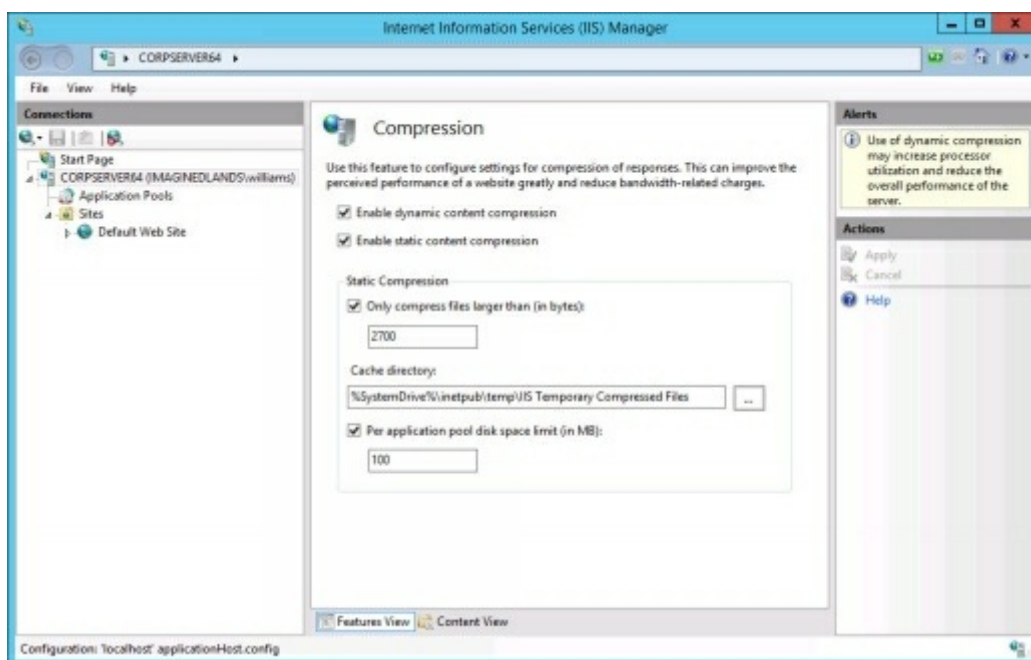 Internet Information Services (IIS) Manager
CORPSERVER64
File View Help
Connections
Start Page
CORPSERVER64 (IMAGINEDLANDS\williams)
Application Pools
Sites
Default Web Site
Compression
Use this feature to configure settings for compression of responses. This can improve the
perceived performance of a website greatly and reduce bandwidth-related charges.
Enable dynamic content compression
Enable static content compression
Static Compression
Only compress files larger than (in bytes):
2700
Cache directory:
%SystemDrive%\inetpub\temp\IIS Temporary Compressed Files
...
Per application pool disk space limit (in MB):
100
Features View Content View
Alerts
Use of dynamic compression
may increase processor
utilization and reduce the
overall performance of the
server.
Actions
Apply
Cancel
Help
Configuration: 'localhost' applicationHost.config